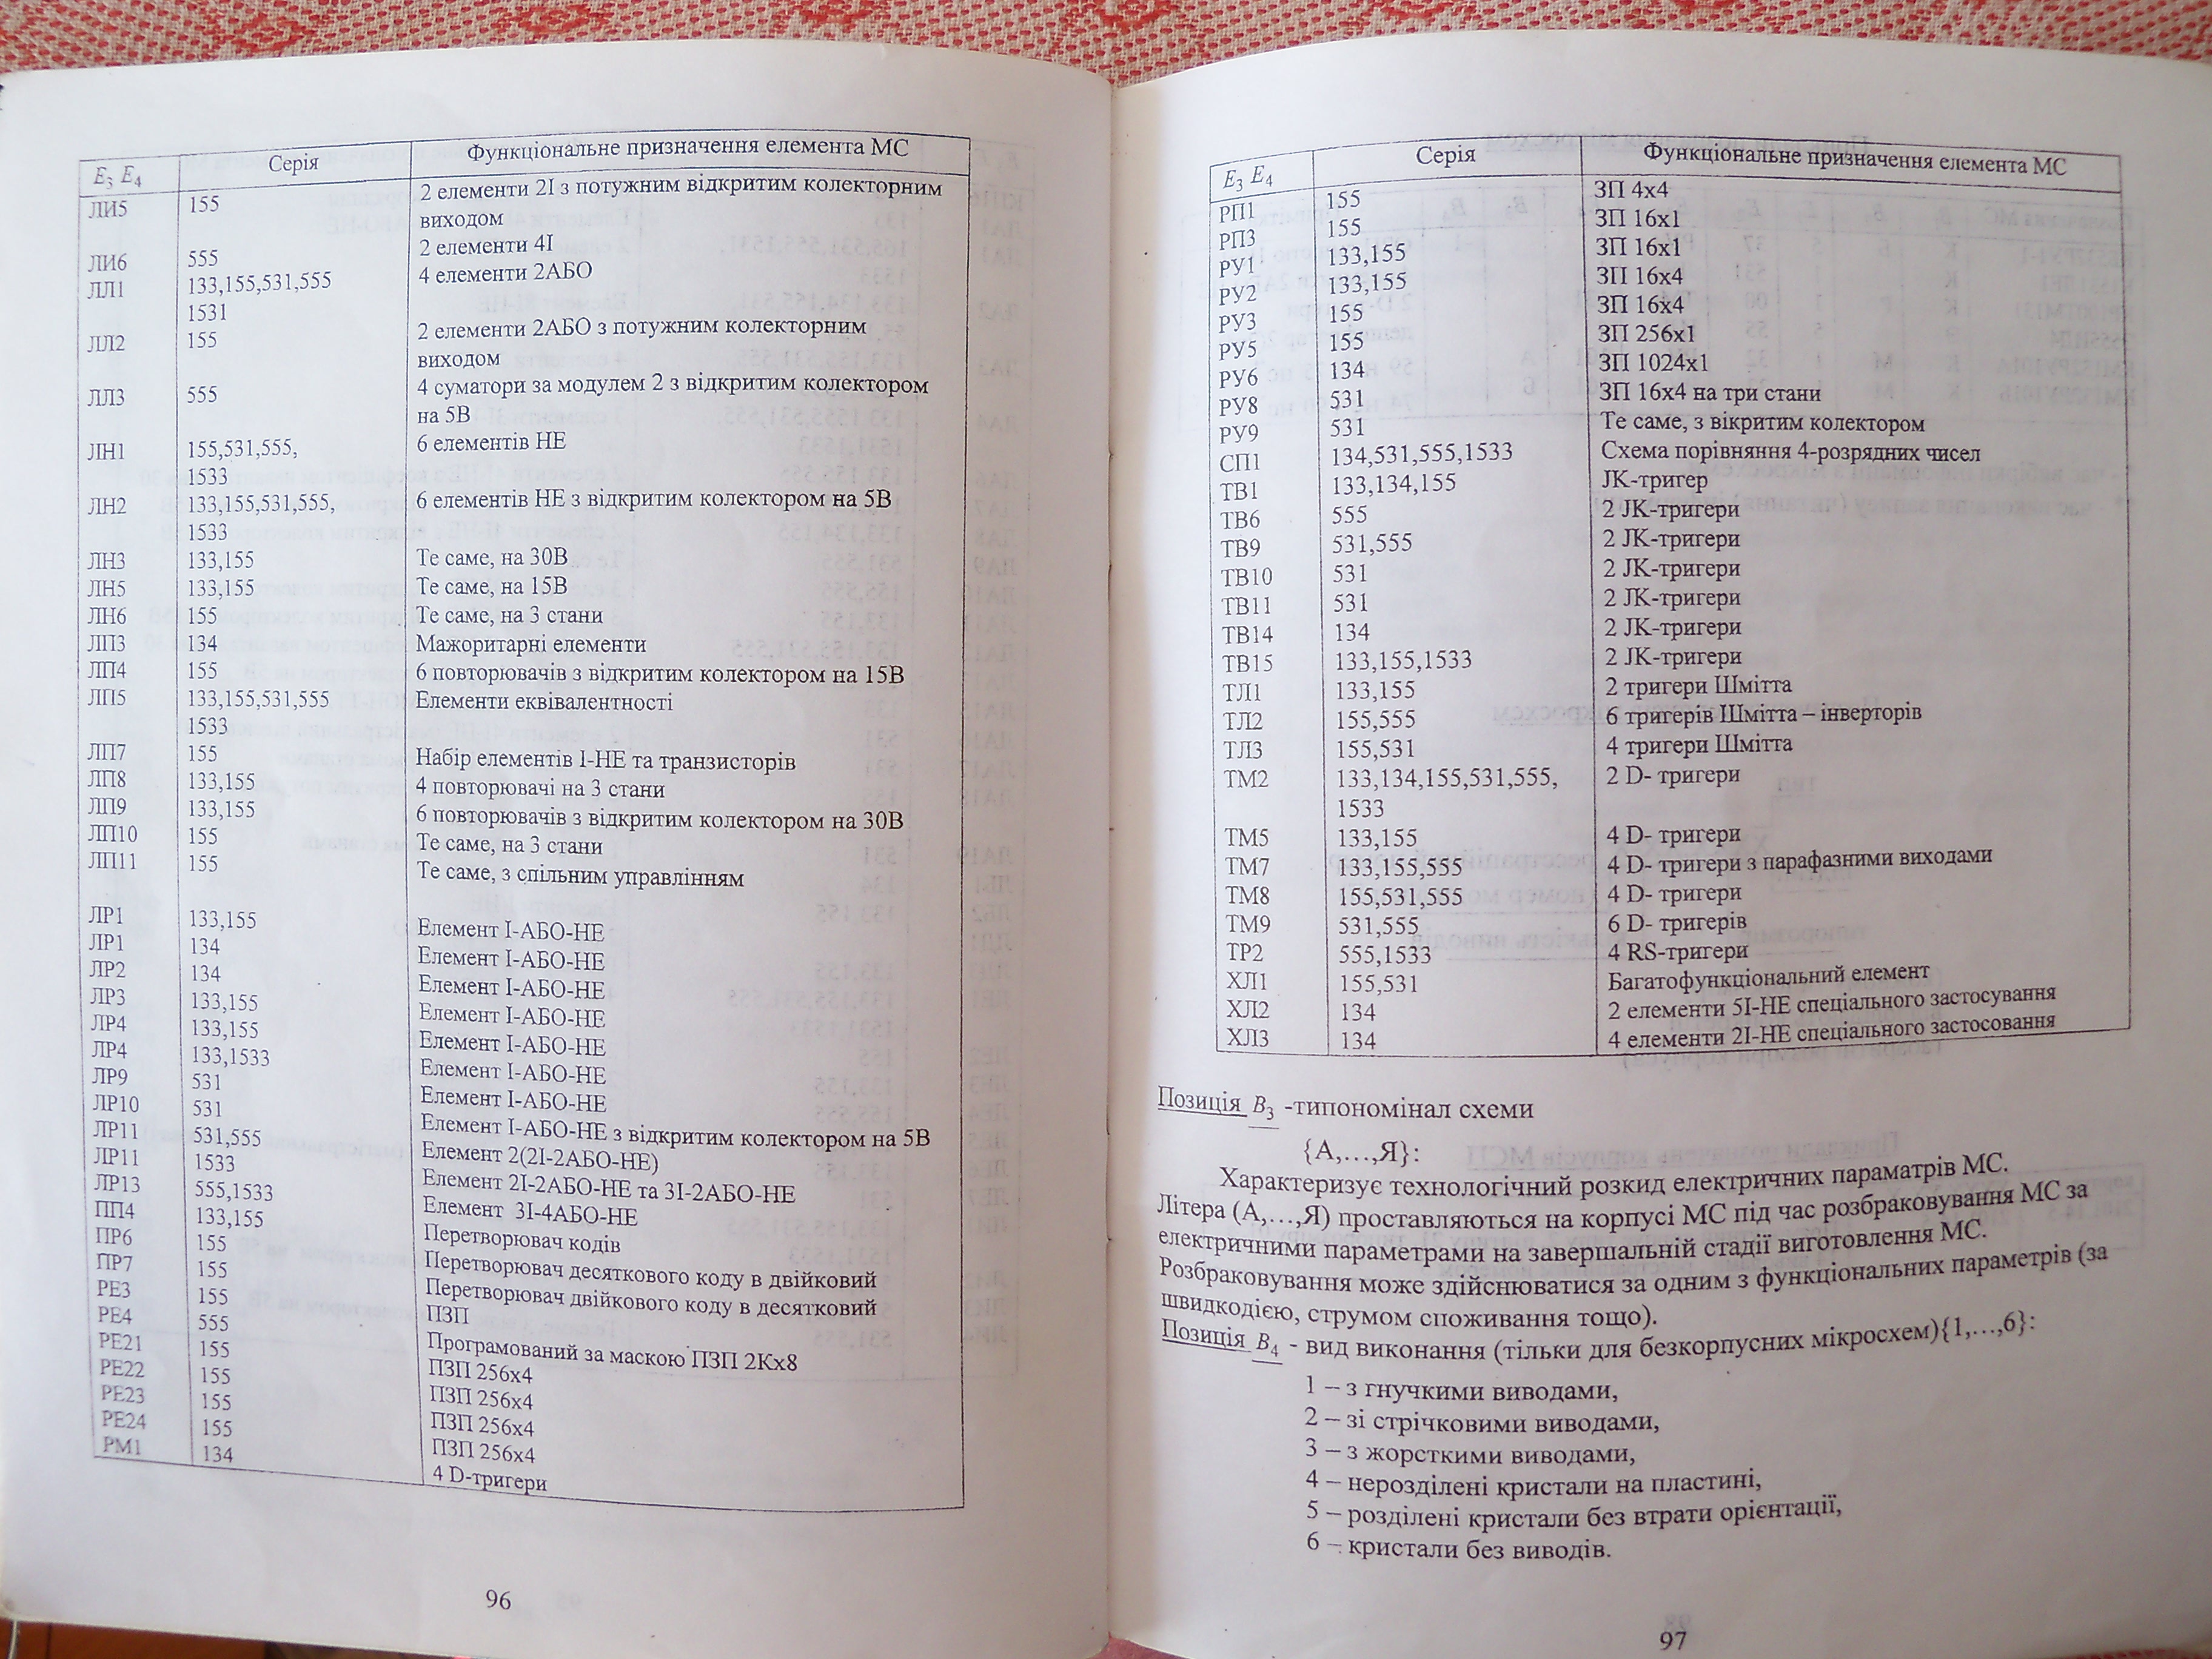 E3 E4 Серія Функціональне призначення елемента МС
ЛИ5 155 2 елементи 2І з потужним відкритим колекторним
виходом
ЛИ6 555 2 елементи 4І
ЛЛ1 133,155,531,555 4 елементи 2АБО
1531
ЛЛ2 155 2 елементи 2АБО з потужним колекторним
виходом
ЛЛ3 555 4 суматори за модулем 2 з відкритим колектором
на 5В
ЛН1 155,531,555, 6 елементів НЕ
1533
ЛН2 133,155,531,555, 6 елементів НЕ з відкритим колектором на 5В
1533
ЛН3 133,155 Те саме, на 30В
ЛН5 133,155 Те саме, на 15В
ЛН6 155 Те саме, на 3 стани
ЛП3 134 Мажоритарні елементи
ЛП4 155 6 повторювачів з відкритим колектором на 15В
ЛП5 133,155,531,555 Елементи еквівалентності
1533
ЛП7 155 Набір елементів І-НЕ та транзисторів
ЛП8 133,155 4 повторювачі на 3 стани
ЛП9 133,155 6 повторювачів з відкритим колектором на 30В
ЛП10 155 Те саме, на 3 стани
ЛП11 155 Те саме, з спільним управлінням
ЛР1 133,155 Елемент І-АБО-НЕ
ЛР1 134 Елемент І-АБО-НЕ
ЛР2 134 Елемент І-АБО-НЕ
ЛР3 133,155 Елемент І-АБО-НЕ
ЛР4 133,155 Елемент І-АБО-НЕ
ЛР4 133,1533 Елемент І-АБО-НЕ
ЛР9 531 Елемент І-АБО-НЕ
ЛР10 531 Елемент І-АБО-НЕ з відкритим колектором на 5В
ЛР11 531,555 Елемент 2(2І-2АБО-НЕ)
ЛР11 1533 Елемент 2І-2АБО-НЕ та 3І-2АБО-НЕ
ЛР13 555,1533 Елемент 3І-4АБО-НЕ
ПП4 133,155 Перетворювач кодів
ПР6 155 Перетворювач десяткового коду в двійковий
ПР7 155 Перетворювач двійкового коду в десятковий
РЕ3 155 ПЗП
РЕ4 555 Програмований за маскою ПЗП 2Кх8
РЕ21 155 ПЗП 256х4
РЕ22 155 ПЗП 256х4
РЕ23 155 ПЗП 256х4
РЕ24 155 ПЗП 256х4
РМ1 134 4 D-тригери
96
E3 E4 Серія Функціональне призначення елемента МС
РП1 155 ЗП 4х4
РП3 155 ЗП 16х1
РУ1 133,155 ЗП 16х1
РУ2 133,155 ЗП 16х4
РУ3 155 ЗП 16х4
РУ5 155 ЗП 256х1
РУ6 134 ЗП 1024х1
РУ8 531 ЗП 16х4 на три стани
РУ9 531 Те саме, з вікритим колектором
СП1 134,531,555,1533 Схема порівняння 4-розрядних чисел
ТВ1 133,134,155 JK-тригер
ТВ6 555 2 JK-тригери
ТВ9 531,555 2 JK-тригери
ТВ10 531 2 JK-тригери
ТВ11 531 2 JK-тригери
ТВ14 134 2 JK-тригери
ТВ15 133,155,1533 2 JK-тригери
ТЛ1 133,155 2 тригери Шмітта
ТЛ2 155,555 6 тригерів Шмітта – інверторів
ТЛ3 155,531 4 тригери Шмітта
ТМ2 133,134,155,531,555, 2 D- тригери
1533
ТМ5 133,155 4 D- тригери
ТМ7 133,155,555 4 D- тригери з парафазними виходами
ТМ8 155,531,555 4 D- тригери
ТМ9 531,555 6 D- тригерів
ТР2 555,1533 4 RS-тригери
ХЛ1 155,531 Багатофункціональний елемент
ХЛ2 134 2 елементи 5І-НЕ спеціального застосування
ХЛ3 134 4 елементи 2І-НЕ спеціального застосовання
Позиція B3 -типономінал схеми
{А,…,Я}:
Характеризує технологічний розкид електричних параматрів МС.
Літера (А,…,Я) проставляються на корпусі МС під час розбраковування МС за
електричними параметрами на завершальній стадії виготовлення МС.
Розбраковування може здійснюватися за одним з функціональних параметрів (за
швидкодією, струмом споживання тощо).
Позиція B4 - вид виконання (тільки для безкорпусних мікросхем){1,…,6}:
1 – з гнучкими виводами,
2 – зі стрічковими виводами,
3 – з жорсткими виводами,
4 – нерозділені кристали на пластині,
5 – розділені кристали без втрати орієнтації,
6 – кристали без виводів.
97